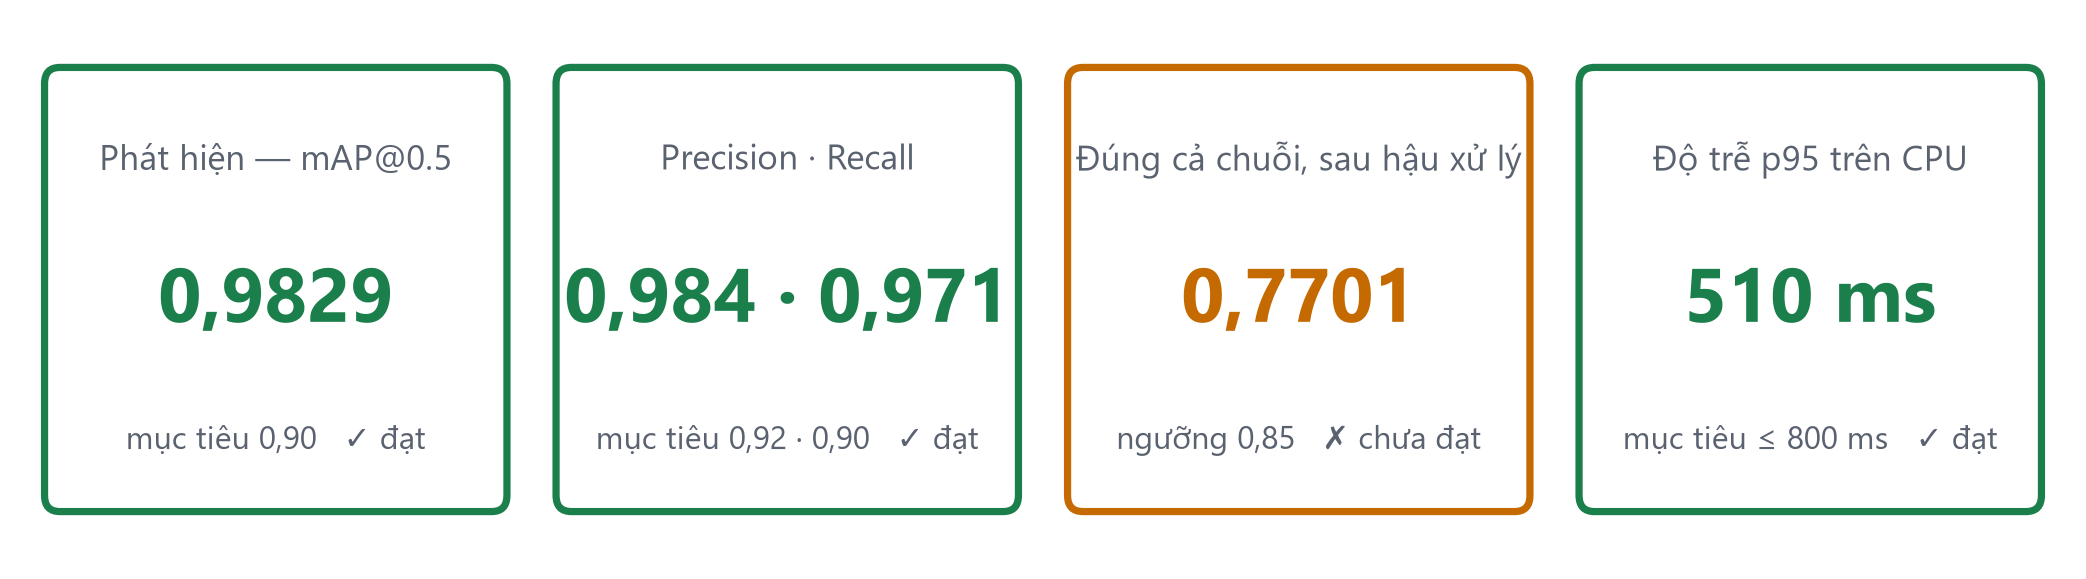 Phát hiện — mAP@0.5
0,9829
mục tiêu 0,90 ✓ đạt
Precision · Recall
0,984 · 0,971
mục tiêu 0,92 · 0,90 ✓ đạt
Đúng cả chuỗi, sau hậu xử lý
0,7701
ngưỡng 0,85 ✗ chưa đạt
Độ trễ p95 trên CPU
510 ms
mục tiêu ≤ 800 ms ✓ đạt